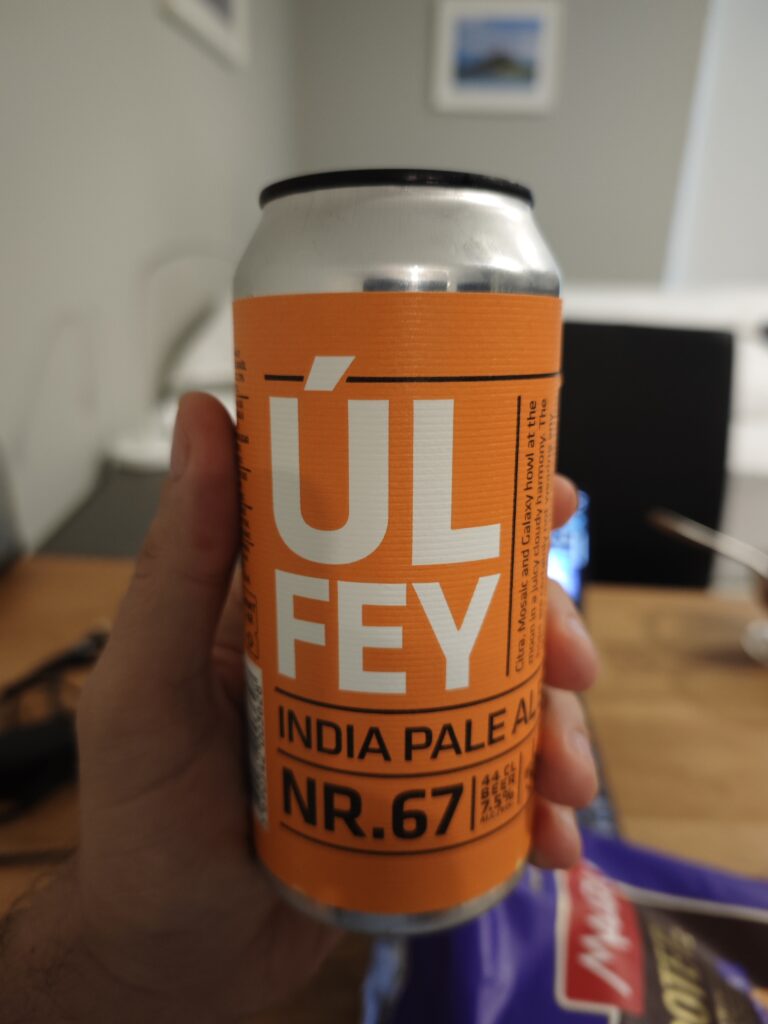 ÚL
FEY
Citra, Mosaic and Galaxy howl at the
moon in a juicy cloudy harmony. The
INDIA PALE AL
NR.67
44 CL
BEER
7.5%